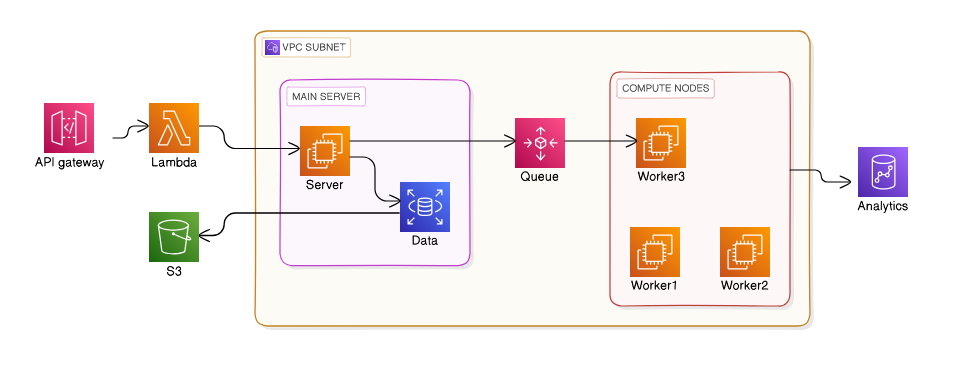 VPC SUBNET
MAIN SERVER
COMPUTE NODES
API gateway
Lambda
Server
Queue
Worker3
Analytics
Data
S3
Worker1
Worker2